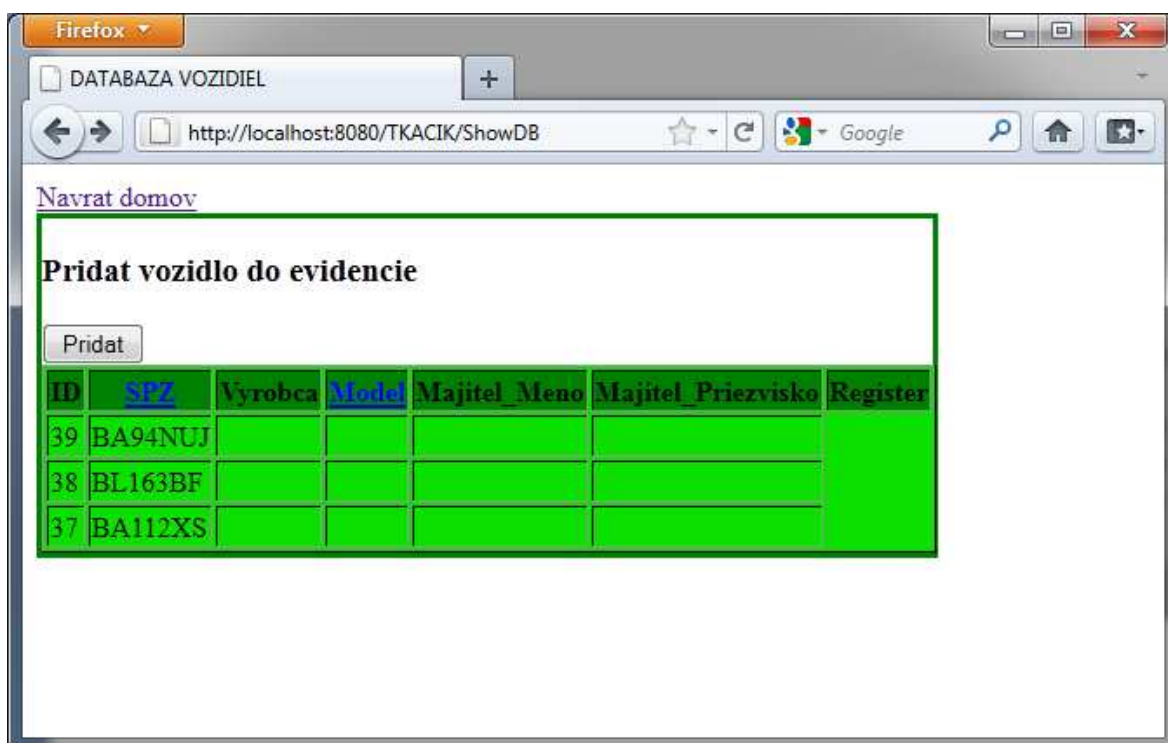 Firefox
DATABAZA VOZIDIEL
http://localhost:8080/TKACIK/ShowDB Google
Navrat domov
Pridat vozidlo do evidencie
Pridat
ID SPZ Vyrobca Model Majitel_Meno Majitel_Priezvisko Register
39 BA94NUJ
38 BL163BF
37 BA112XS